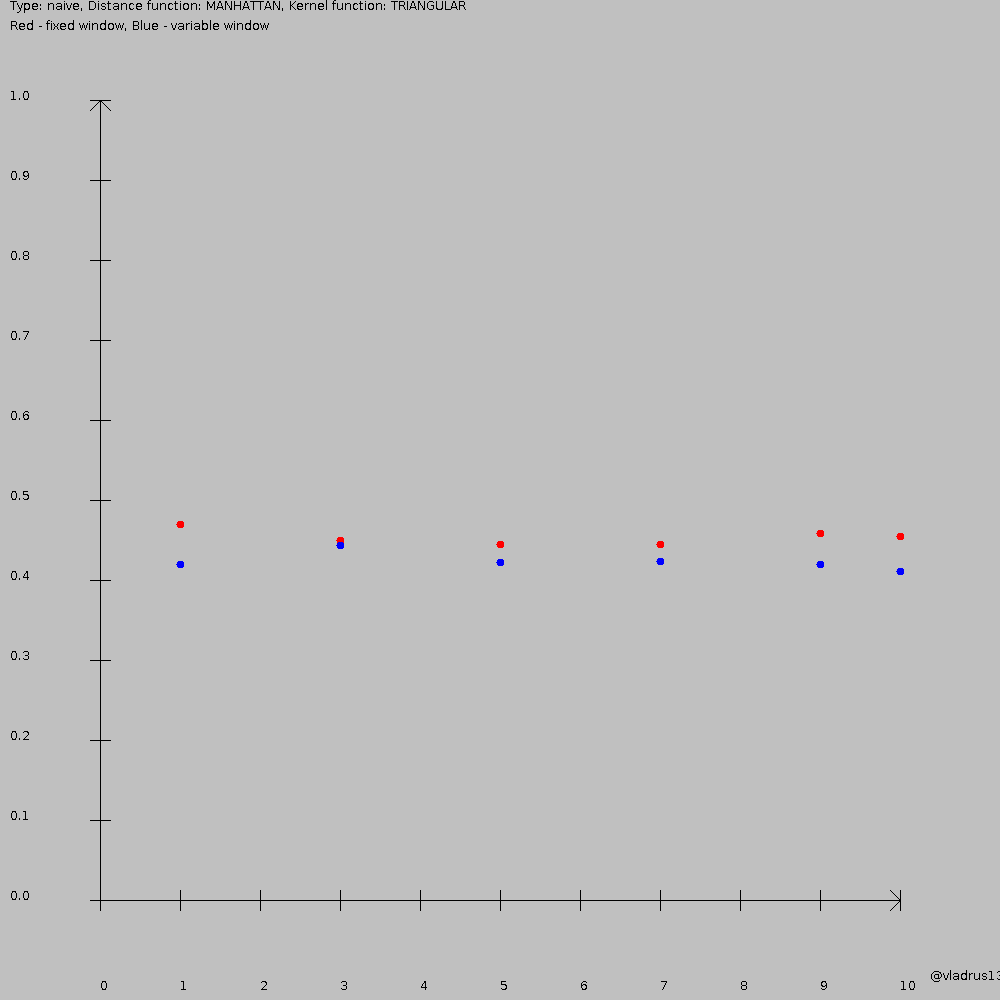 Type: naive, Distance function: MANHATTAN, Kernel function: TRIANGULAR
Red - fixed window, Blue - variable window
1.0
0.9
0.8
0.7
0.6
0.5
0.4
0.3
0.2
0.1
0.0
@vladrus13
0 1 2 3 4 5 6 7 8 9 10